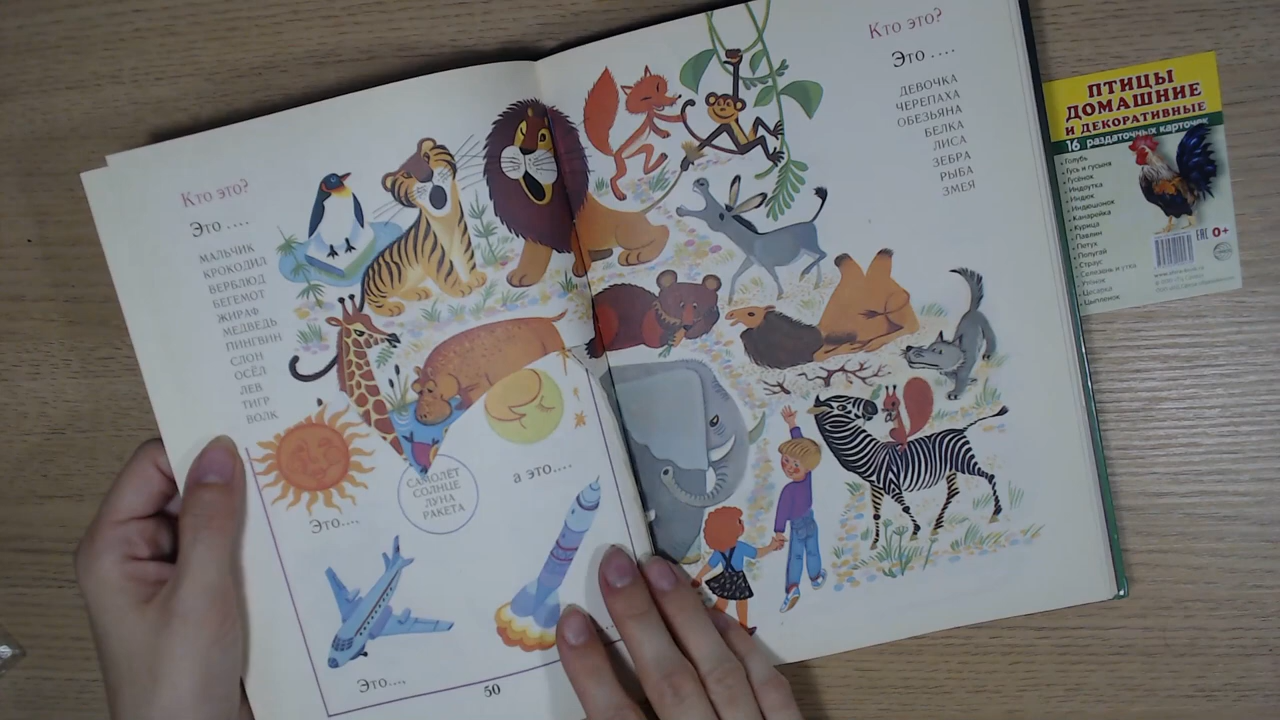 Кто это?
Это ....
МАЛЬЧИК
КРОКОДИЛ
ВЕРБЛЮД
БЕГЕМОТ
ЖИРАФ
МЕДВЕДЬ
ПИНГВИН
СЛОН
ОСЁЛ
ЛЕВ
ТИГР
ВОЛК
САМОЛЁТ
СОЛНЦЕ
ЛУНА
РАКЕТА
а это....
Это....
Это....
50
Кто это?
Это ....
ДЕВОЧКА
ЧЕРЕПАХА
ОБЕЗЬЯНА
БЕЛКА
ЛИСА
ЗЕБРА
РЫБА
ЗМЕЯ
ПТИЦЫ
ДОМАШНИЕ
И ДЕКОРАТИВНЫЕ
16 раздаточных карточек
• Голубь
• Гусь и гусыня
• Гусёнок
• Индоутка
• Индюк
• Индюшонок
• Канарейка
• Курица
• Павлин
• Петух
• Попугай
• Страус
• Селезень и утка
• Утёнок
• Цесарка
• Цыпленок
EAC 0+